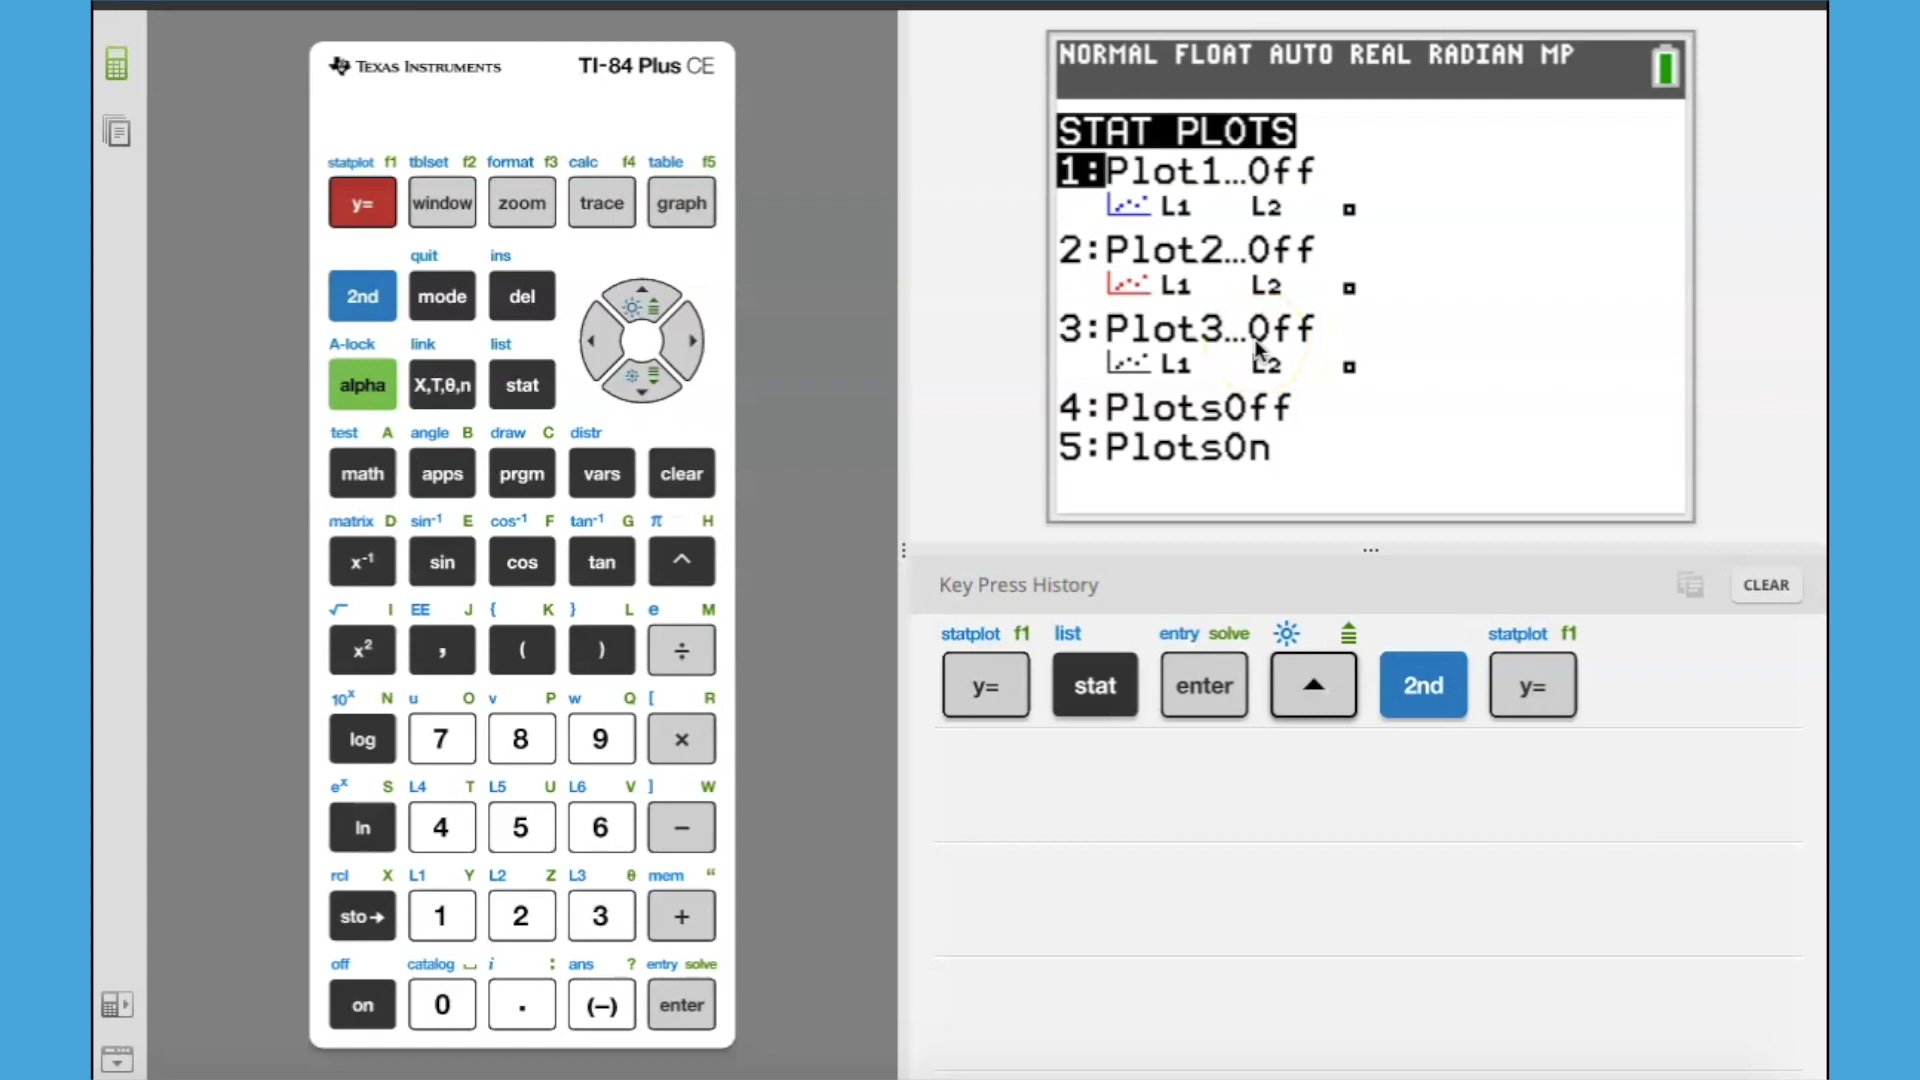 TEXAS INSTRUMENTS TI-84 Plus CE
statplot f1 tblset f2 format f3 calc f4 table f5
y= window zoom trace graph
quit ins
2nd mode del
A-lock link list
alpha X,T,θ,n stat
test A angle B draw C distr
math apps prgm vars clear
matrix D sin⁻¹ E cos⁻¹ F tan⁻¹ G π H
x⁻¹ sin cos tan ^
√ I EE J { K } L e M
x² , ( ) ÷
10ˣ N u O v P w Q [ R
log 7 8 9 ×
eˣ S L4 T L5 U L6 V ] W
ln 4 5 6 −
rcl X L1 Y L2 Z L3 θ mem “
sto→ 1 2 3 +
off catalog ⎵ i : ans ? entry solve
on 0 . (−) enter
NORMAL FLOAT AUTO REAL RADIAN MP
STAT PLOTS
1:Plot1…Off
L1 L2
2:Plot2…Off
L1 L2
3:Plot3…Off
L1 L2
4:PlotsOff
5:PlotsOn
Key Press History CLEAR
statplot f1 list entry solve statplot f1
y= stat enter ▲ 2nd y=